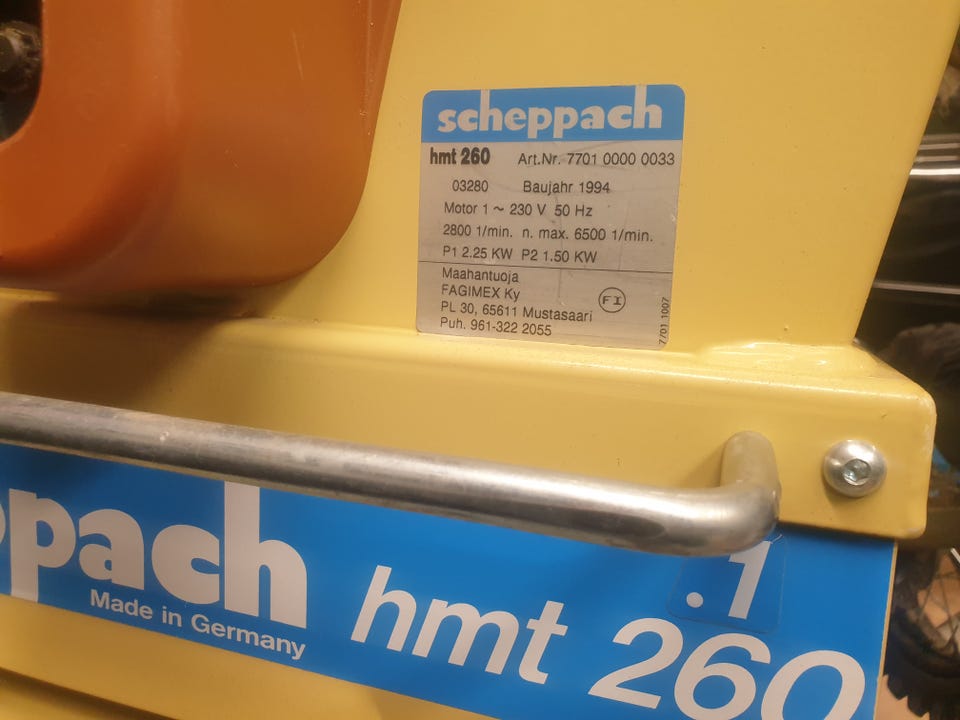 scheppach
hmt 260 Art.Nr. 7701 0000 0033
03280 Baujahr 1994
Motor 1 ~ 230 V 50 Hz
2800 1/min. n. max. 6500 1/min.
P1 2.25 KW P2 1.50 KW
Maahantuoja
FAGIMEX Ky
PL 30, 65611 Mustasaari
Puh. 961-322 2055
FI
7701 1007
ppach
Made in Germany
hmt 260
.1